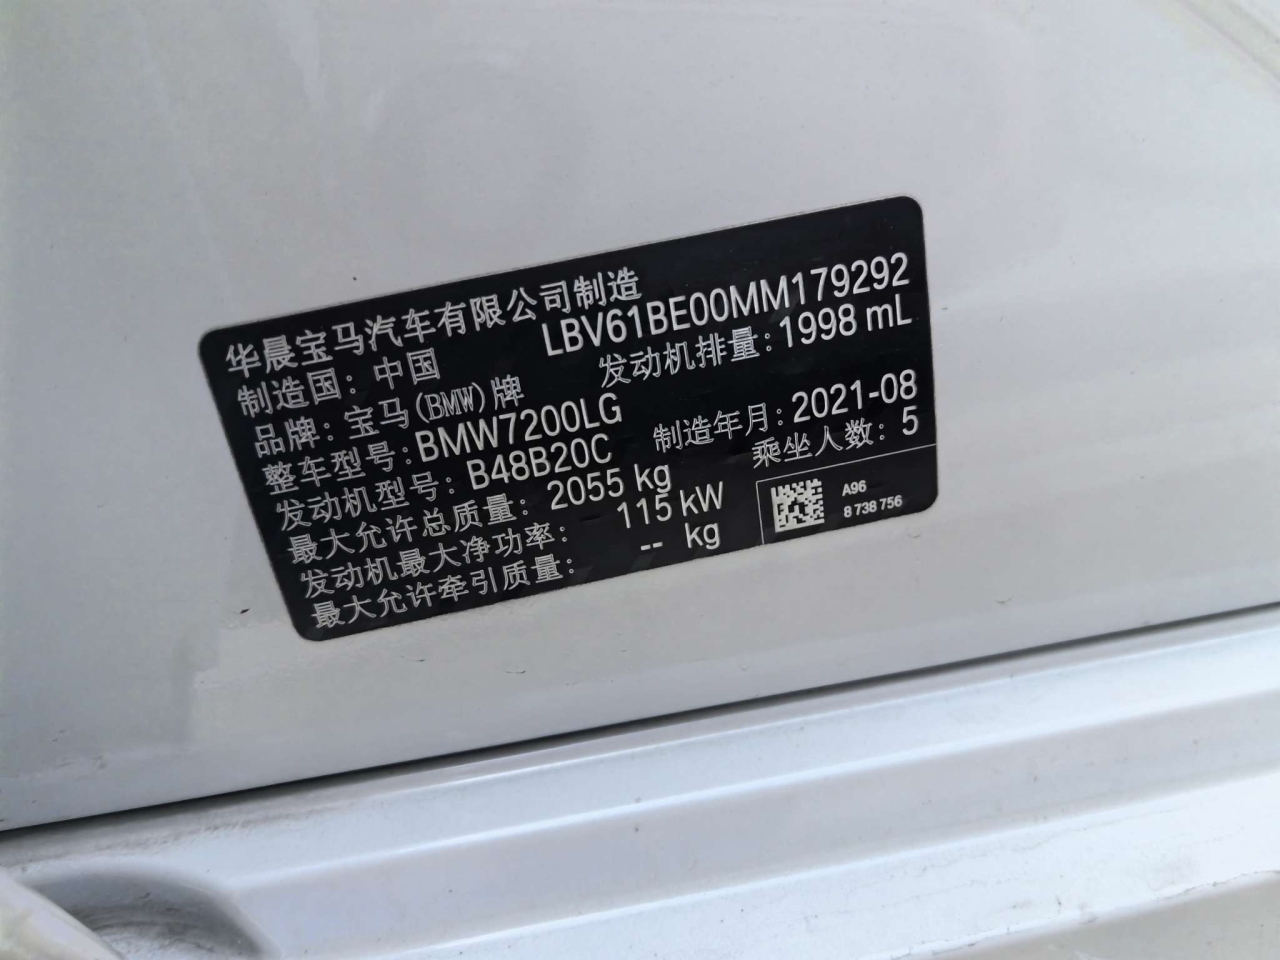 华晨宝马汽车有限公司制造
LBV61BE00MM179292
制造国：中国
发动机排量：1998 mL
品牌：宝马(BMW)牌
整车型号：BMW7200LG
制造年月：2021-08
发动机型号：B48B20C
乘坐人数：5
最大允许总质量：2055 kg
发动机最大净功率：115 kW
最大允许牵引质量：-- kg
A96
8 738 756